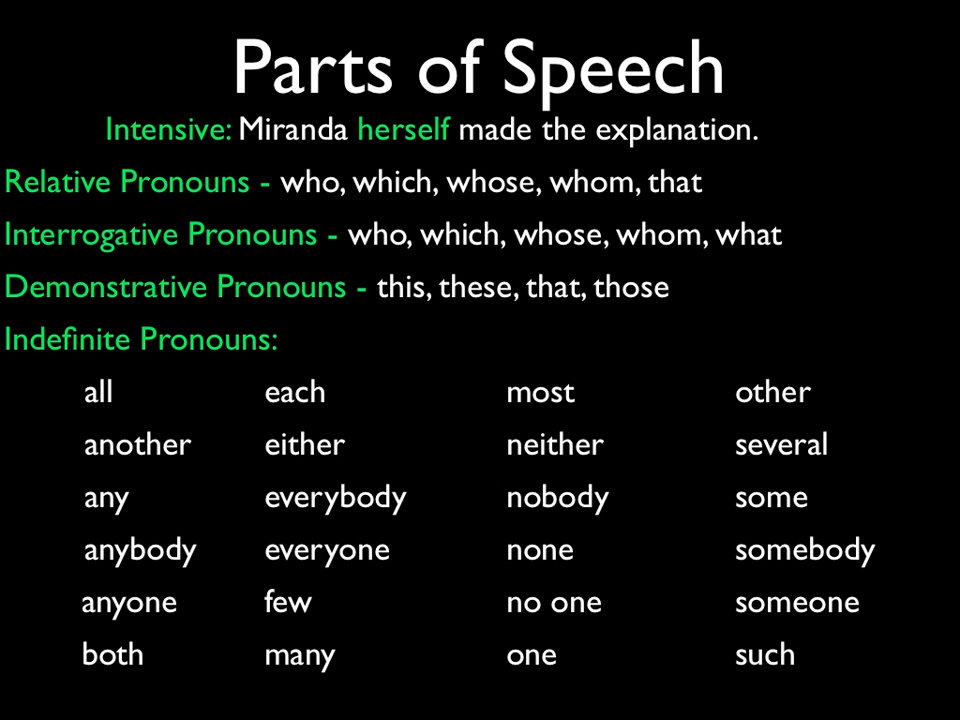 Parts of Speech
Intensive: Miranda herself made the explanation.
Relative Pronouns - who, which, whose, whom, that
Interrogative Pronouns - who, which, whose, whom, what
Demonstrative Pronouns - this, these, that, those
Indefinite Pronouns:
all each most other
another either neither several
any everybody nobody some
anybody everyone none somebody
anyone few no one someone
both many one such